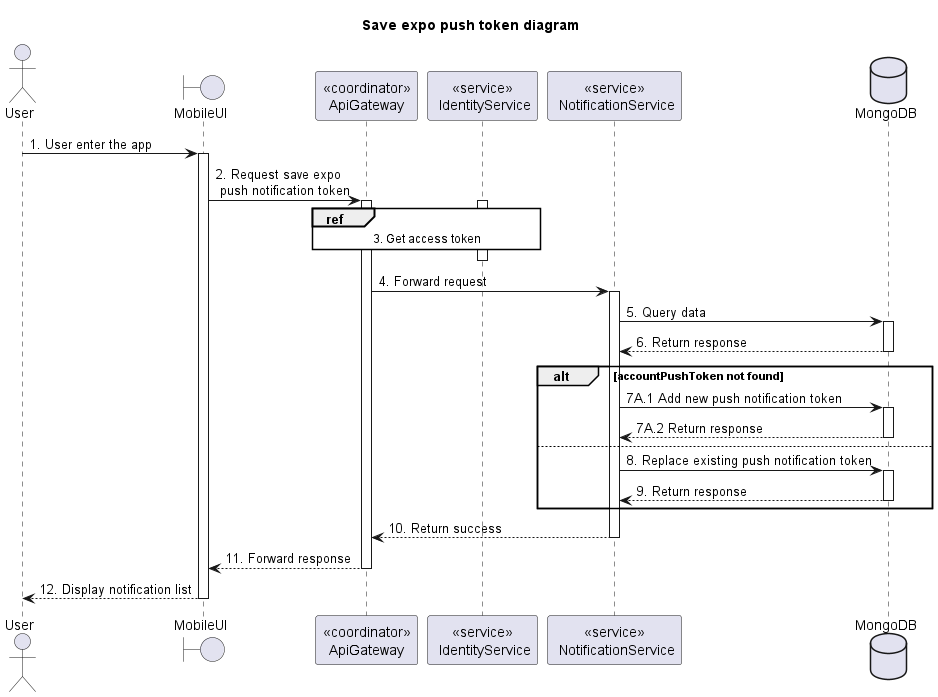 Save expo push token diagram
User
MobileUI
«coordinator»
ApiGateway
«service»
IdentityService
«service»
NotificationService
MongoDB
1. User enter the app
2. Request save expo
push notification token
ref
3. Get access token
4. Forward request
5. Query data
6. Return response
alt
[accountPushToken not found]
7A.1 Add new push notification token
7A.2 Return response
8. Replace existing push notification token
9. Return response
10. Return success
11. Forward response
12. Display notification list
User
MobileUI
«coordinator»
ApiGateway
«service»
IdentityService
«service»
NotificationService
MongoDB